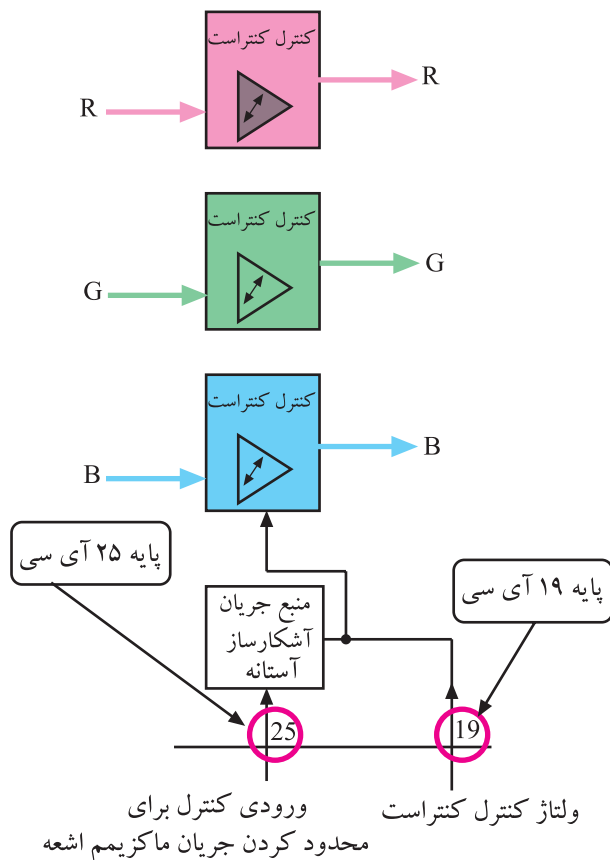 کنترل کنتراست
R
R
کنترل کنتراست
G
G
کنترل کنتراست
B
B
پایه ۲۵ آی سی
پایه ۱۹ آی سی
منبع جریان
آشکارساز
آستانه
25
19
ولتاژ کنترل کنتراست
ورودی کنترل برای
محدود کردن جریان ماکزیمم اشعه